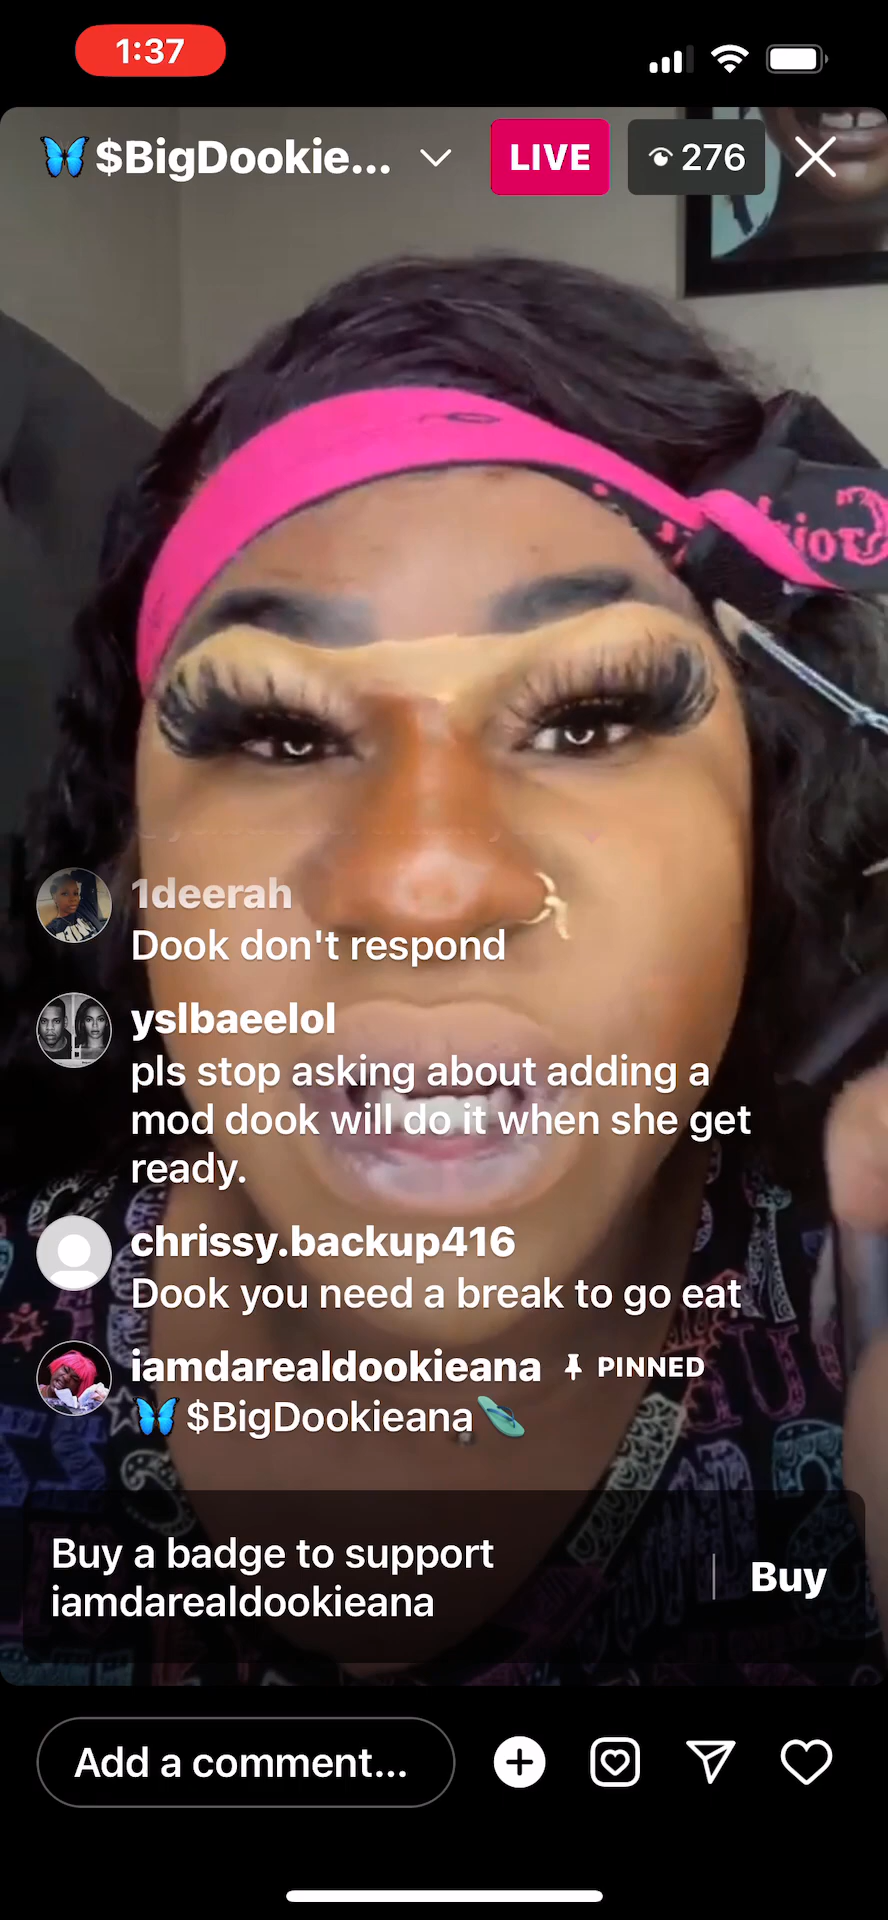 1:37
🦋$BigDookie...
LIVE
276
1deerah
Dook don't respond
yslbaeelol
pls stop asking about adding a
mod dook will do it when she get
ready.
chrissy.backup416
Dook you need a break to go eat
iamdarealdookieana PINNED
🦋$BigDookieana🩴
Buy a badge to support
iamdarealdookieana
Buy
Add a comment...